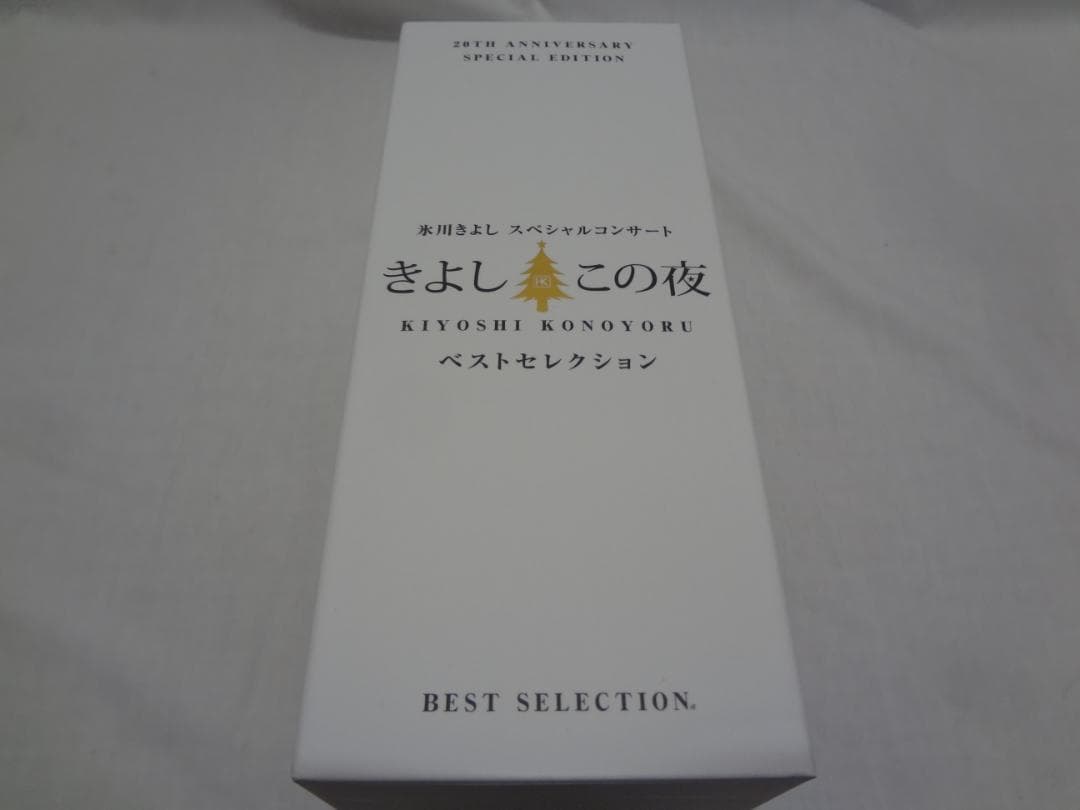 20TH ANNIVERSARY
SPECIAL EDITION
氷川きよし スペシャルコンサート
きよし HK この夜
KIYOSHI KONOYORU
ベストセレクション
BEST SELECTION®